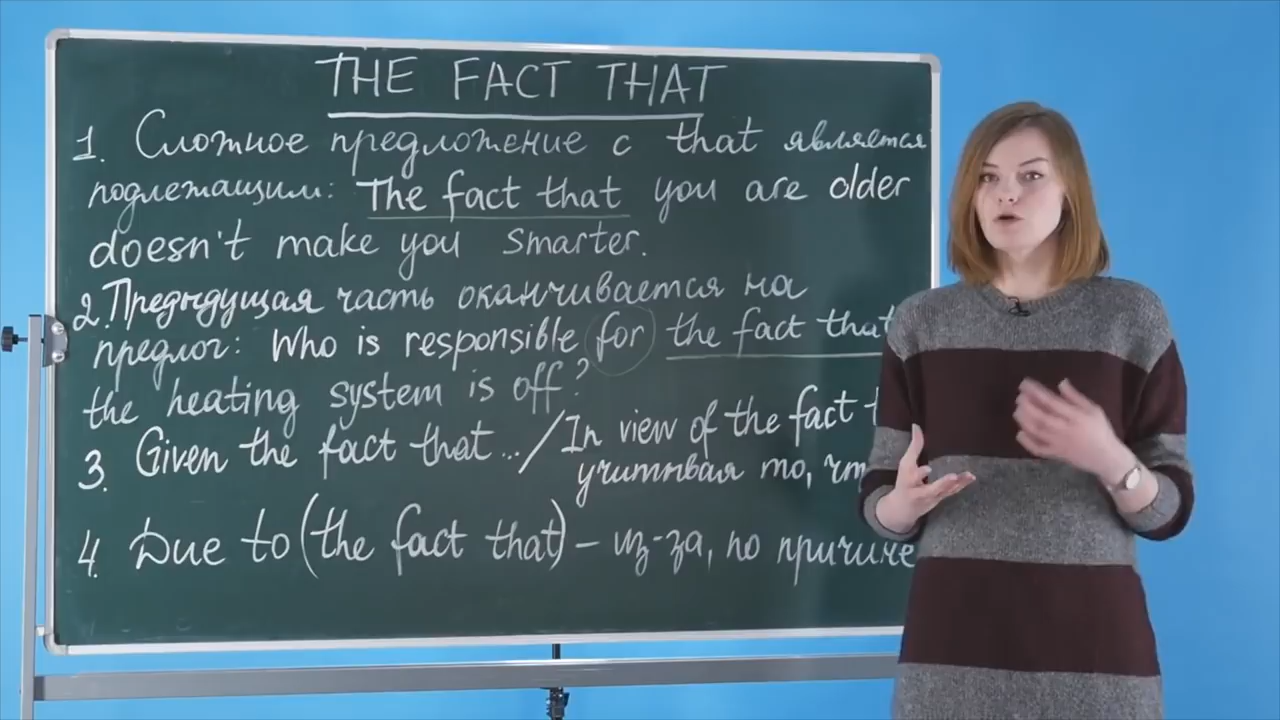 THE FACT THAT
1. Сложное предложение с that является
подлежащим: The fact that you are older
doesn't make you smarter.
2. Предыдущая часть оканчивается на
предлог: Who is responsible for the fact that
the heating system is off?
3. Given the fact that... / In view of the fact t
учитывая то, чт
4. Due to (the fact that) – из-за, по причине